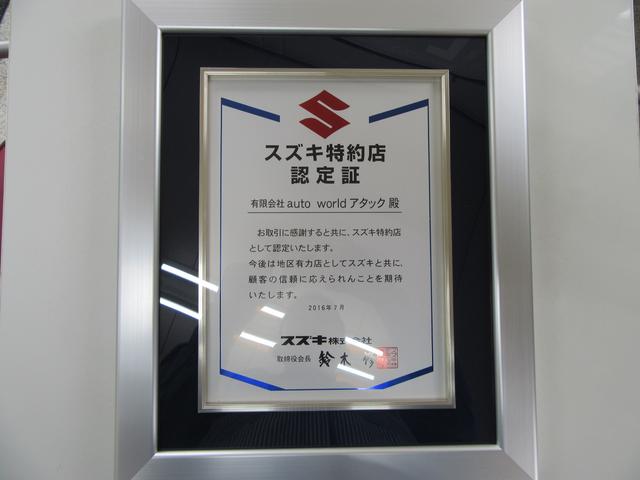 スズキ特約店
認定証
有限会社 auto world アタック 殿
お取引に感謝すると共に、スズキ特約店
として認定いたします。
今後は地区有力店としてスズキと共に、
顧客の信頼に応えられんことを期待
いたします。
2016年7月
スズキ株式会社
取締役会長 鈴木 修